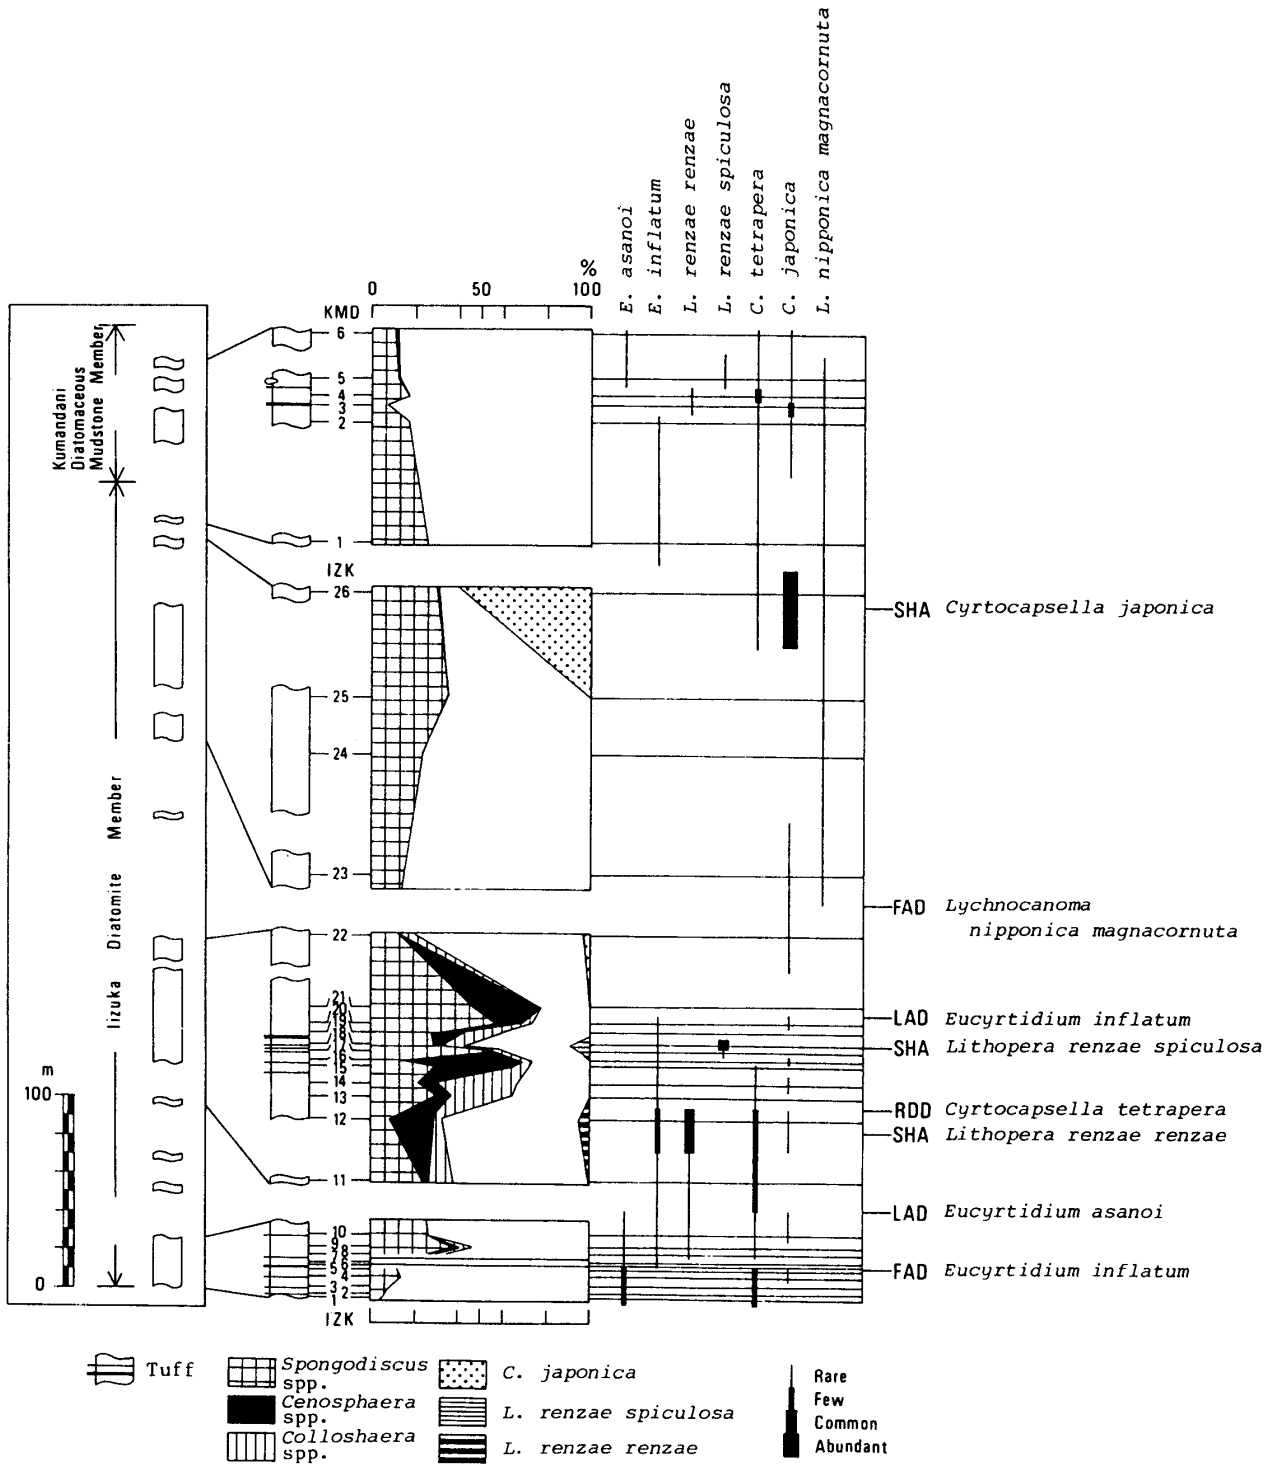 E. asanoi
E. inflatum
L. renzae renzae
L. renzae spiculosa
C. tetrapera
C. japonica
L. nipponica magnacornuta
%
0 50 100
KMD
6
5
4
3
2
1
IZK
26
25
24
23
22
21
20
19
18
17
16
15
14
13
12
11
10
9
8
7
6
5
4
3
2
1
IZK
Kumandani
Diatomaceous
Mudstone Member
Iizuka Diatomite Member
m
100
0
SHA Cyrtocapsella japonica
FAD Lychnocanoma
nipponica magnacornuta
LAD Eucyrtidium inflatum
SHA Lithopera renzae spiculosa
RDD Cyrtocapsella tetrapera
SHA Lithopera renzae renzae
LAD Eucyrtidium asanoi
FAD Eucyrtidium inflatum
Tuff
Spongodiscus
spp.
Cenosphaera
spp.
Colloshaera
spp.
C. japonica
L. renzae spiculosa
L. renzae renzae
Rare
Few
Common
Abundant